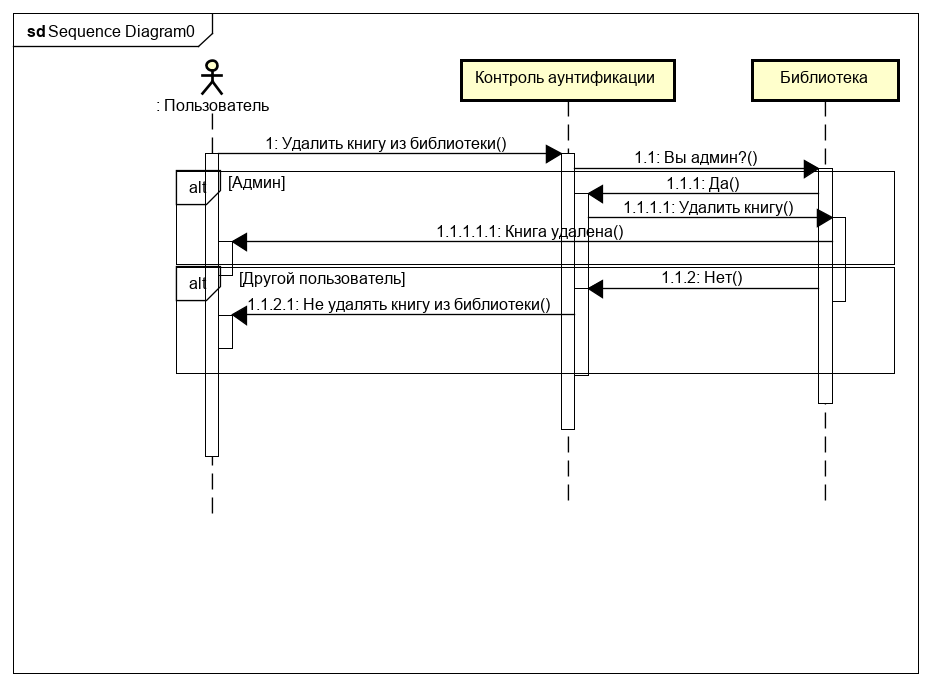 sd Sequence Diagram0
: Пользователь
Контроль аунтификации
Библиотека
1: Удалить книгу из библиотеки()
1.1: Вы админ?()
alt
[Админ]
1.1.1: Да()
1.1.1.1: Удалить книгу()
1.1.1.1.1: Книга удалена()
alt
[Другой пользователь]
1.1.2: Нет()
1.1.2.1: Не удалять книгу из библиотеки()